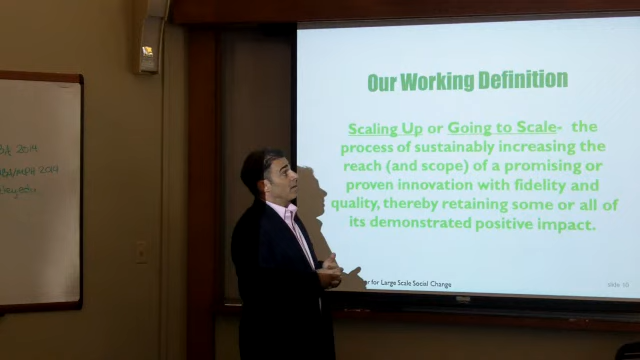 Our Working Definition
Scaling Up or Going to Scale- the
process of sustainably increasing the
reach (and scope) of a promising or
proven innovation with fidelity and
quality, thereby retaining some or all of
its demonstrated positive impact.
for Large Scale Social Change
slide 10
2014